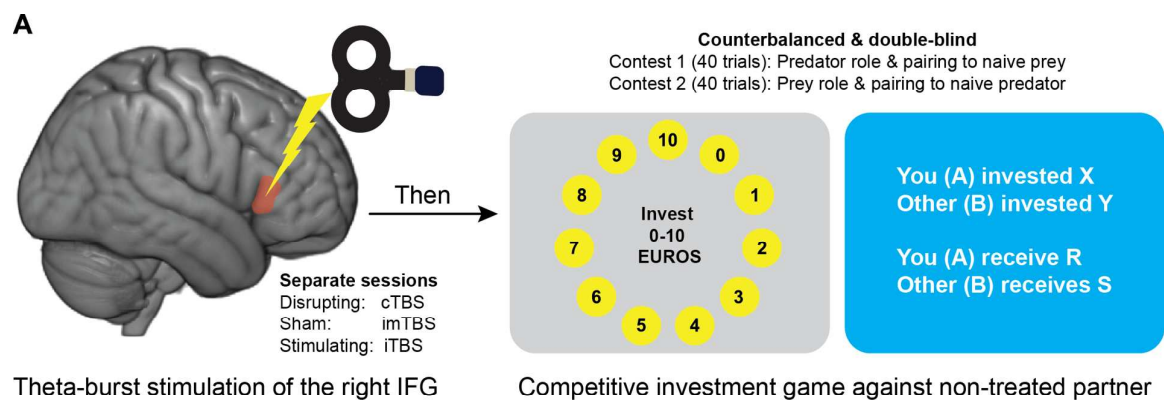 A
Counterbalanced & double-blind
Contest 1 (40 trials): Predator role & pairing to naive prey
Contest 2 (40 trials): Prey role & pairing to naive predator
Then
Separate sessions
Disrupting: cTBS
Sham: imTBS
Stimulating: iTBS
10
0
1
2
3
4
5
6
7
8
9
Invest
0-10
EUROS
You (A) invested X
Other (B) invested Y
You (A) receive R
Other (B) receives S
Theta-burst stimulation of the right IFG
Competitive investment game against non-treated partner